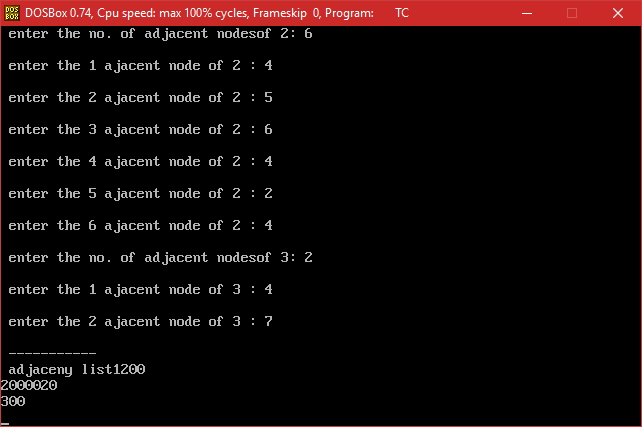 DOS BOX DOSBox 0.74, Cpu speed: max 100% cycles, Frameskip 0, Program: TC
enter the no. of adjacent nodesof 2: 6
enter the 1 ajacent node of 2 : 4
enter the 2 ajacent node of 2 : 5
enter the 3 ajacent node of 2 : 6
enter the 4 ajacent node of 2 : 4
enter the 5 ajacent node of 2 : 2
enter the 6 ajacent node of 2 : 4
enter the no. of adjacent nodesof 3: 2
enter the 1 ajacent node of 3 : 4
enter the 2 ajacent node of 3 : 7
-----------
adjaceny list1200
2000020
300
_